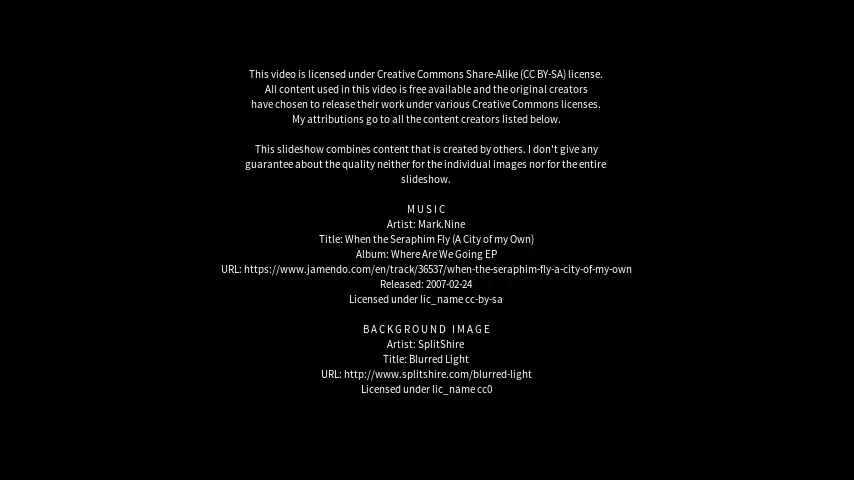 This video is licensed under Creative Commons Share-Alike (CC BY-SA) license.
All content used in this video is free available and the original creators
have chosen to release their work under various Creative Commons licenses.
My attributions go to all the content creators listed below.
This slideshow combines content that is created by others. I don't give any
guarantee about the quality neither for the individual images nor for the entire
slideshow.
MUSIC
Artist: Mark.Nine
Title: When the Seraphim Fly (A City of my Own)
Album: Where Are We Going EP
URL: https://www.jamendo.com/en/track/36537/when-the-seraphim-fly-a-city-of-my-own
Released: 2007-02-24
Licensed under lic_name cc-by-sa
BACKGROUND IMAGE
Artist: SplitShire
Title: Blurred Light
URL: http://www.splitshire.com/blurred-light
Licensed under lic_name cc0